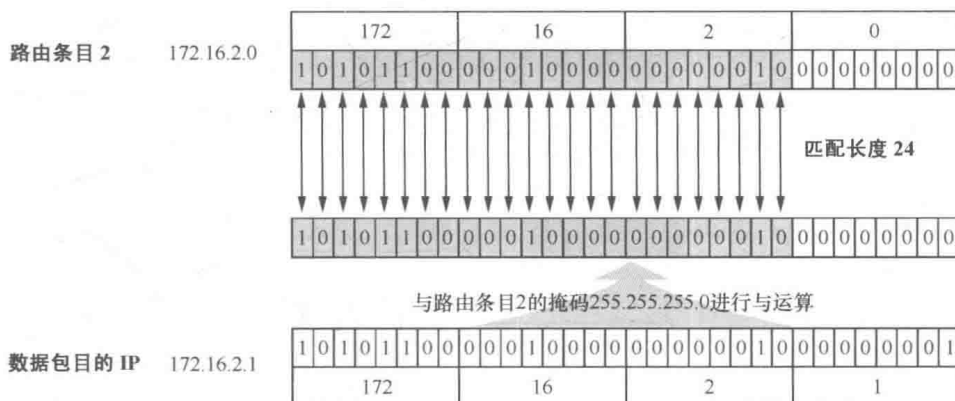 172 16 2 0
路由条目 2 172.16.2.0 1 0 1 0 1 1 0 0 0 0 0 1 0 0 0 0 0 0 0 0 0 0 1 0 0 0 0 0 0 0 0 0
匹配长度 24
1 0 1 0 1 1 0 0 0 0 0 1 0 0 0 0 0 0 0 0 0 0 1 0 0 0 0 0 0 0 0 0
与路由条目2的掩码255.255.255.0进行与运算
数据包目的 IP 172.16.2.1 1 0 1 0 1 1 0 0 0 0 0 1 0 0 0 0 0 0 0 0 0 0 1 0 0 0 0 0 0 0 0 1
172 16 2 1